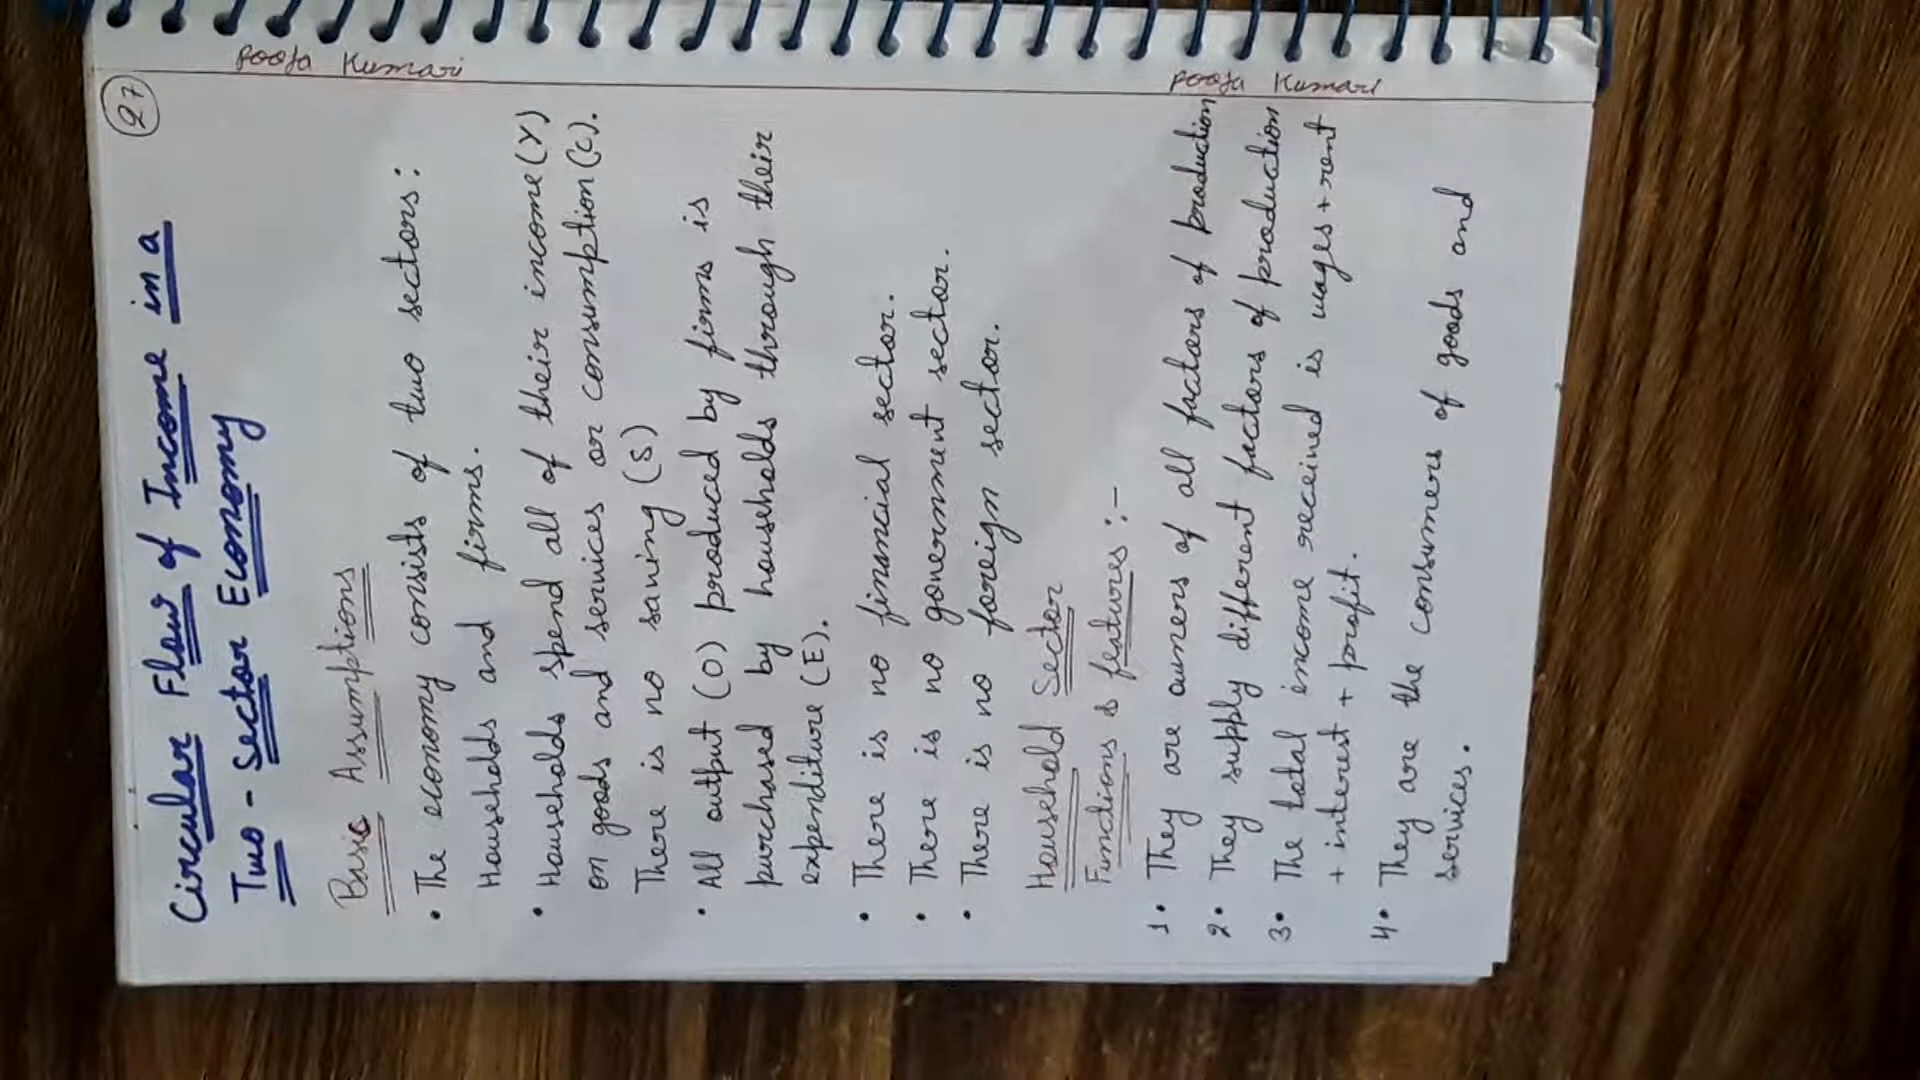 27
Pooja Kumari
Circular Flow of Income in a
Two - Sector Economy
Basic Assumptions
• The economy consists of two sectors:
Households and firms.
• Households spend all of their income (Y)
on goods and services or consumption (C).
There is no saving (S)
• All output (O) produced by firms is
purchased by households through their
expenditure (E).
• There is no financial sector.
• There is no government sector.
• There is no foreign sector.
Household Sector
Functions & features :-
1• They are owners of all factors of production
2• They supply different factors of production
3• The total income received is wages + rent
+ interest + profit.
4• They are the consumers of goods and
services.
Pooja Kumari